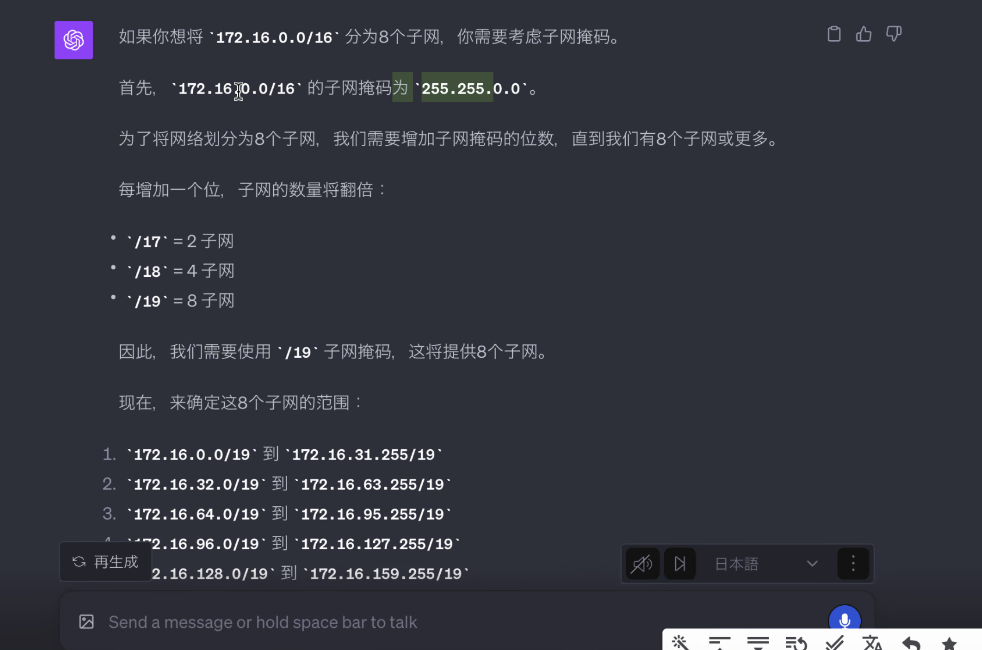 如果你想将 `172.16.0.0/16` 分为8个子网，你需要考虑子网掩码。
首先，`172.16.0.0/16` 的子网掩码为 `255.255.0.0`。
为了将网络划分为8个子网，我们需要增加子网掩码的位数，直到我们有8个子网或更多。
每增加一个位，子网的数量将翻倍：
• `/17` = 2 子网
• `/18` = 4 子网
• `/19` = 8 子网
因此，我们需要使用 `/19` 子网掩码，这将提供8个子网。
现在，来确定这8个子网的范围：
1. `172.16.0.0/19` 到 `172.16.31.255/19`
2. `172.16.32.0/19` 到 `172.16.63.255/19`
3. `172.16.64.0/19` 到 `172.16.95.255/19`
`172.16.96.0/19` 到 `172.16.127.255/19`
2.16.128.0/19` 到 `172.16.159.255/19`
再生成
日本語
Send a message or hold space bar to talk